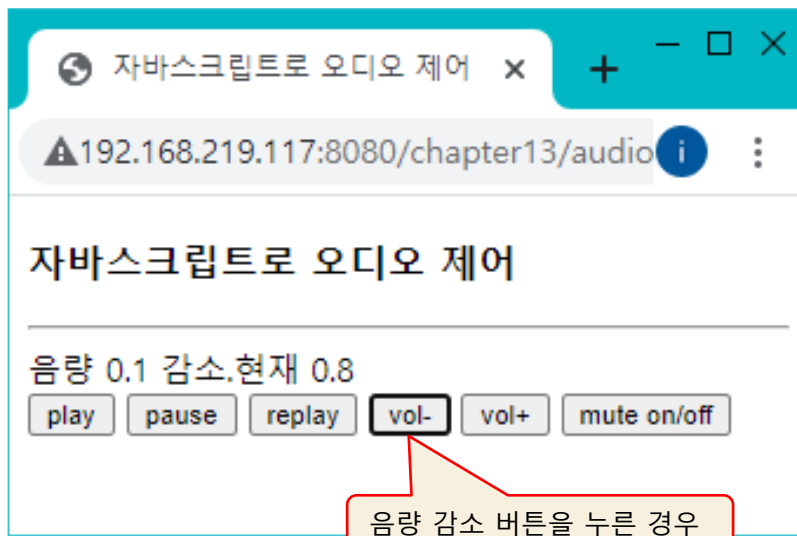 자바스크립트로 오디오 제어
192.168.219.117:8080/chapter13/audio
자바스크립트로 오디오 제어
음량 0.1 감소.현재 0.8
play pause replay vol- vol+ mute on/off
음량 감소 버튼을 누른 경우